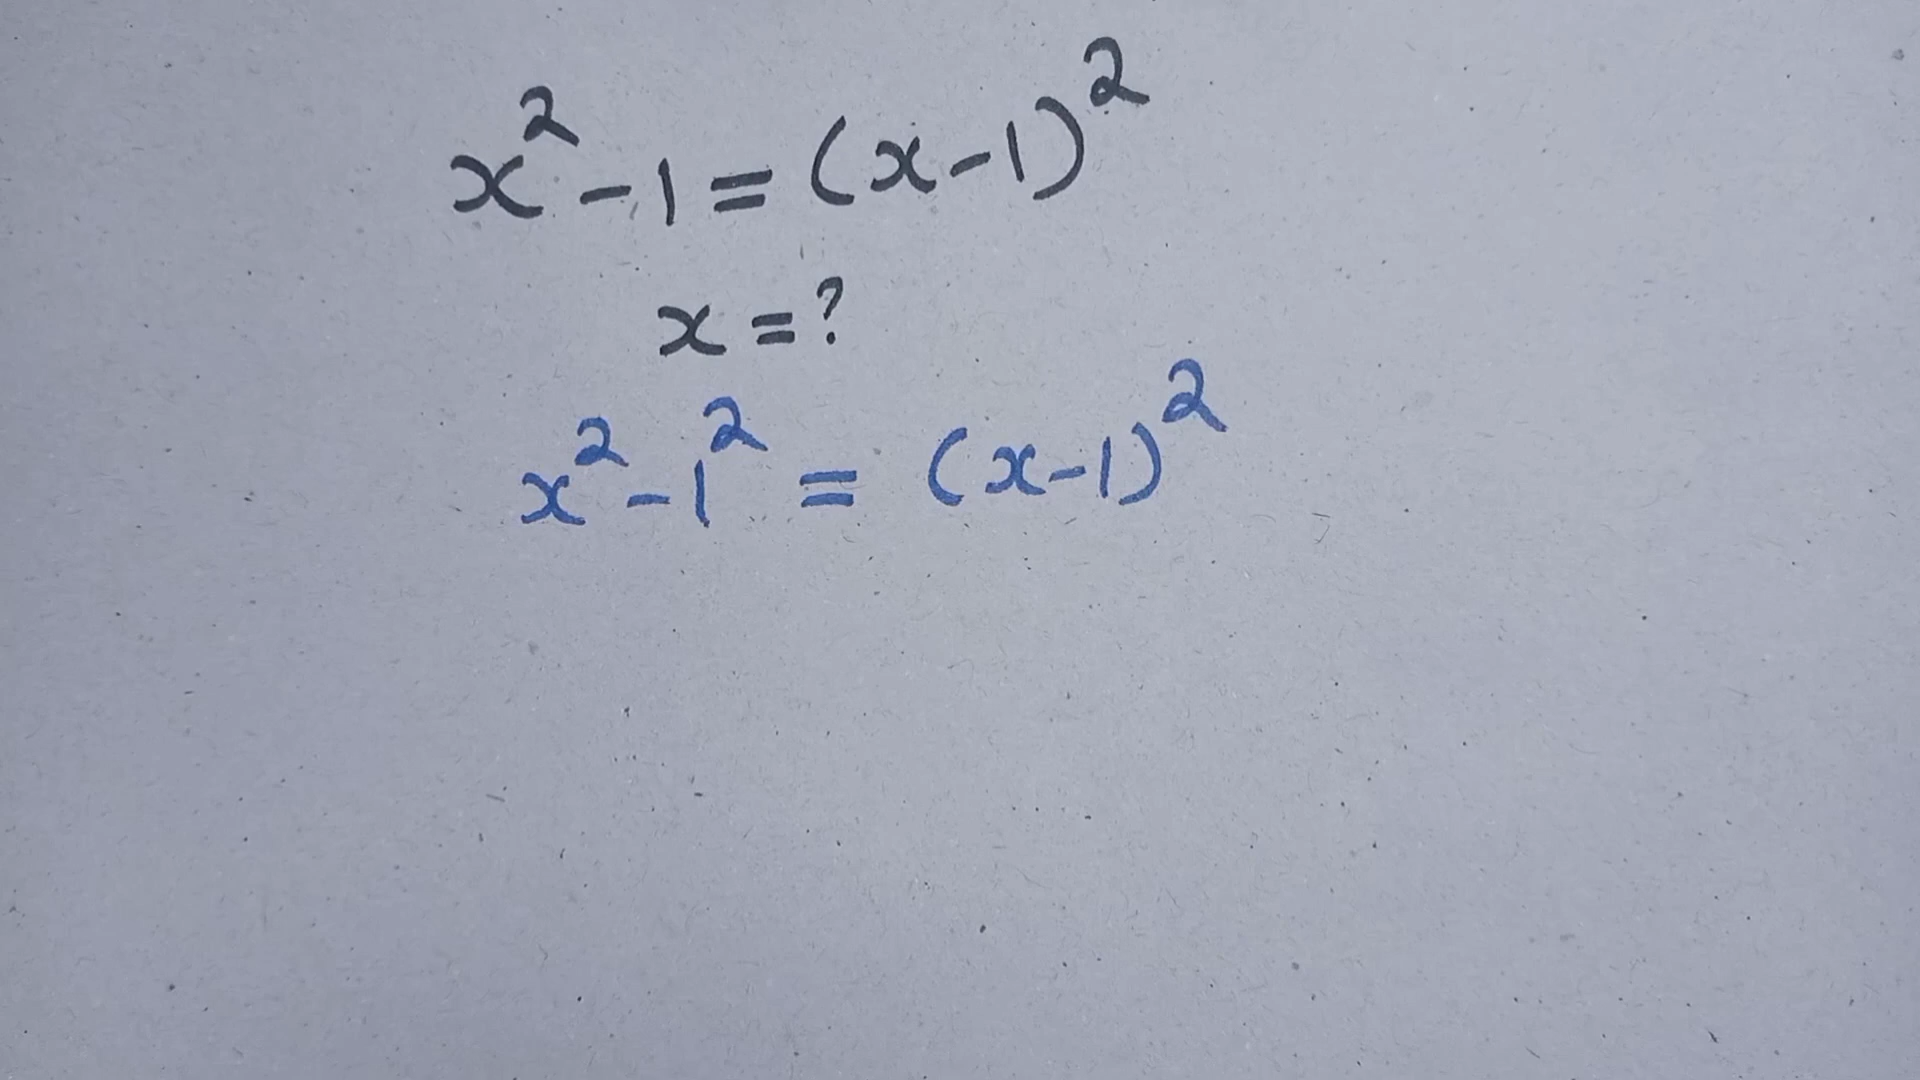 x² - 1 = (x - 1)²
x = ?
x² - 1² = (x - 1)²